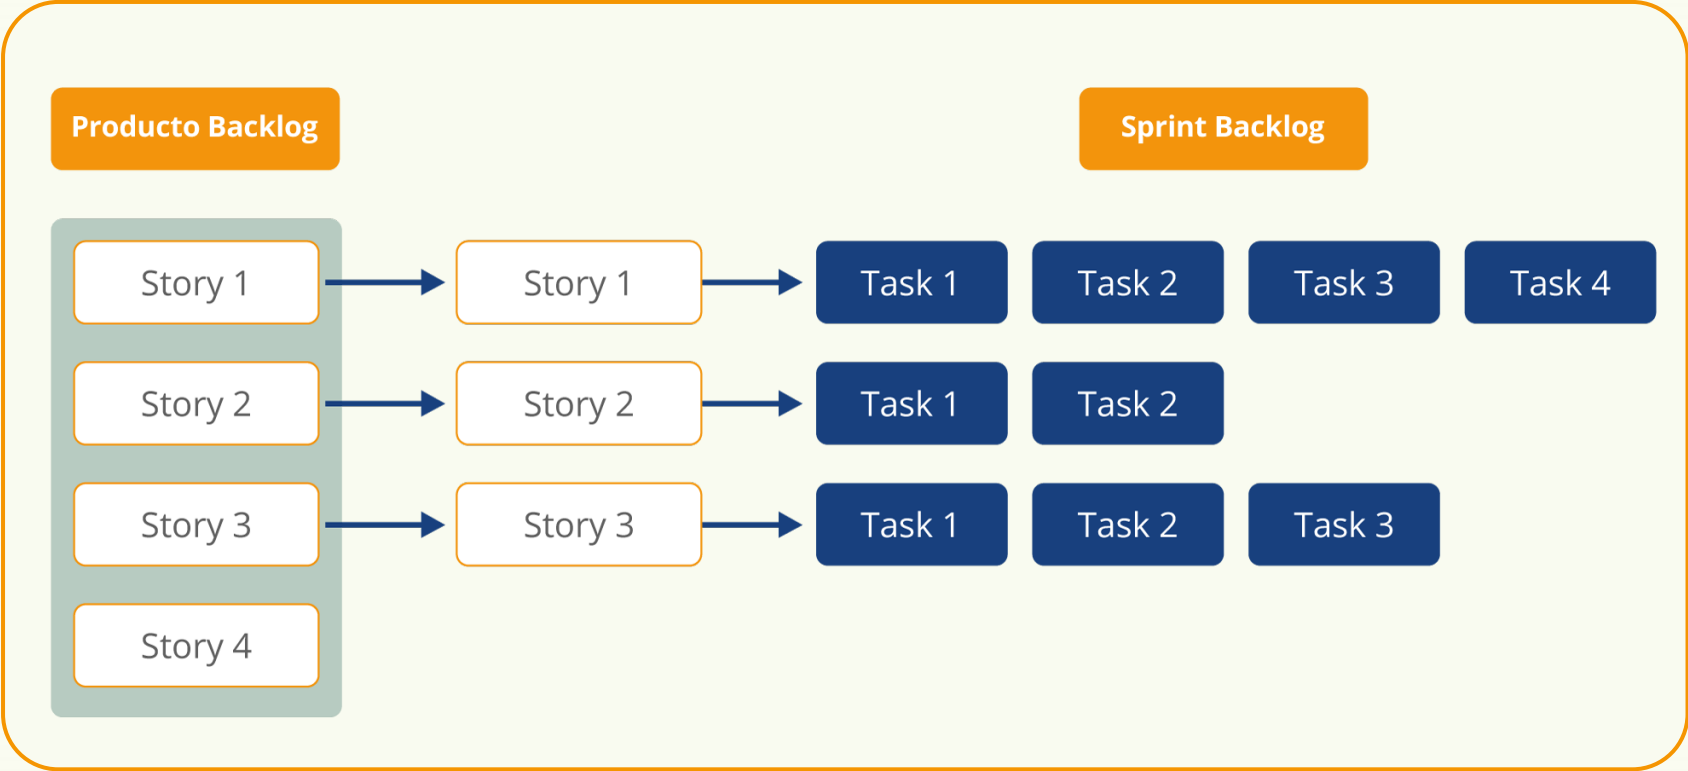 Producto Backlog
Sprint Backlog
Story 1
Story 1
Task 1
Task 2
Task 3
Task 4
Story 2
Story 2
Task 1
Task 2
Story 3
Story 3
Task 1
Task 2
Task 3
Story 4